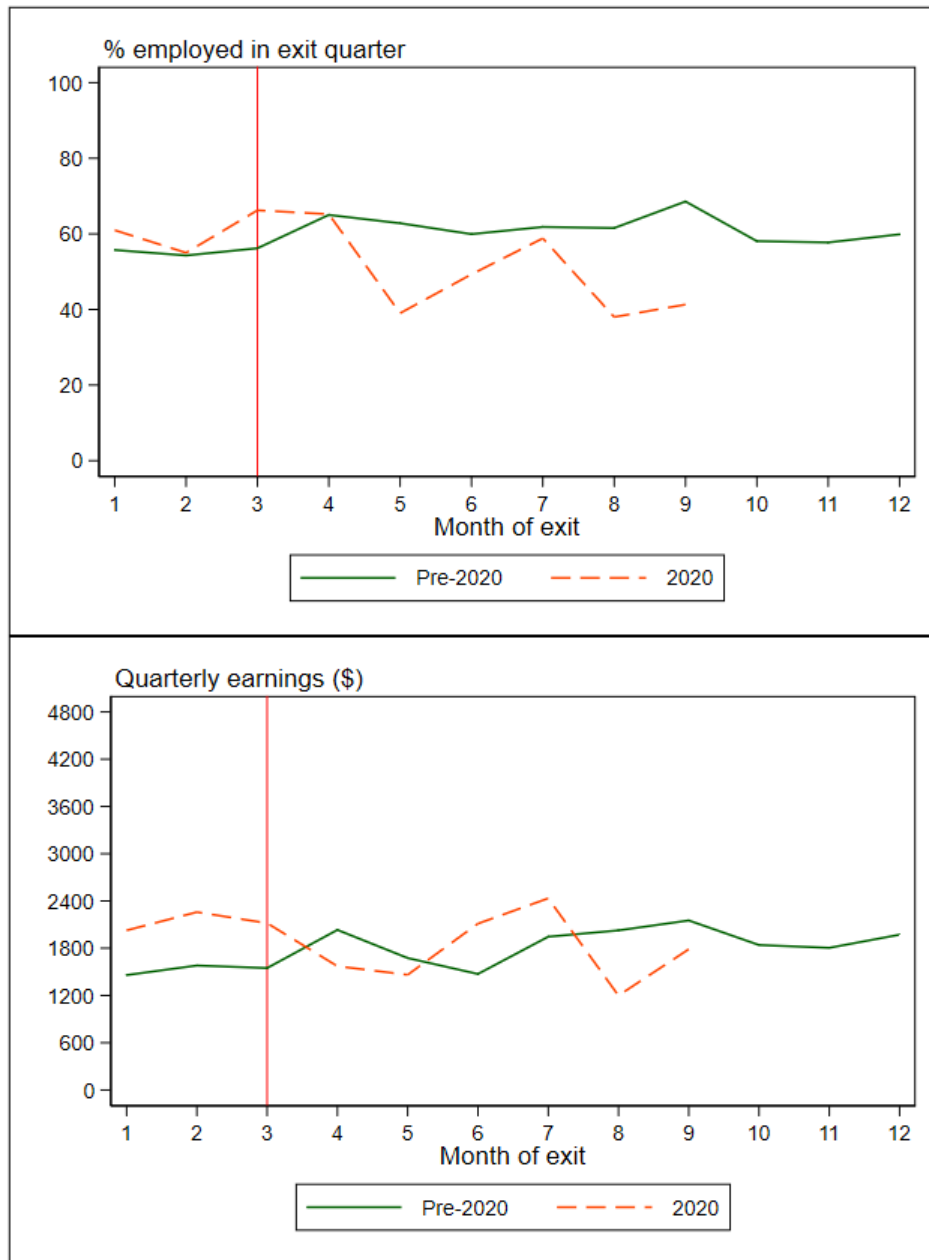 % employed in exit quarter
100
80
60
40
20
0
1 2 3 4 5 6 7 8 9 10 11 12
Month of exit
Pre-2020 2020
Quarterly earnings ($)
4800
4200
3600
3000
2400
1800
1200
600
0
1 2 3 4 5 6 7 8 9 10 11 12
Month of exit
Pre-2020 2020